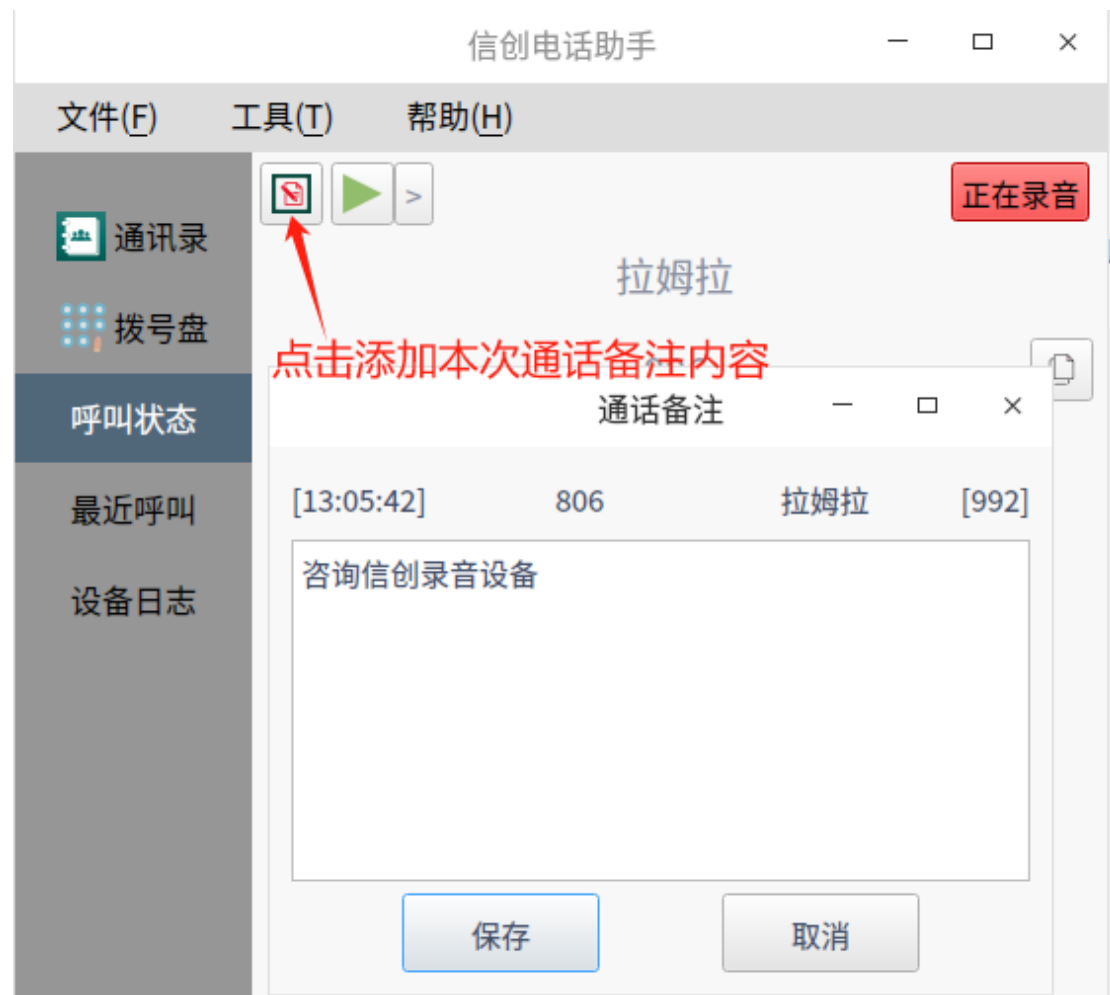 信创电话助手
文件(F) 工具(T) 帮助(H)
> 正在录音
通讯录
拉姆拉
拨号盘
点击添加本次通话备注内容
呼叫状态
通话备注
最近呼叫
[13:05:42] 806 拉姆拉 [992]
咨询信创录音设备
设备日志
保存 取消